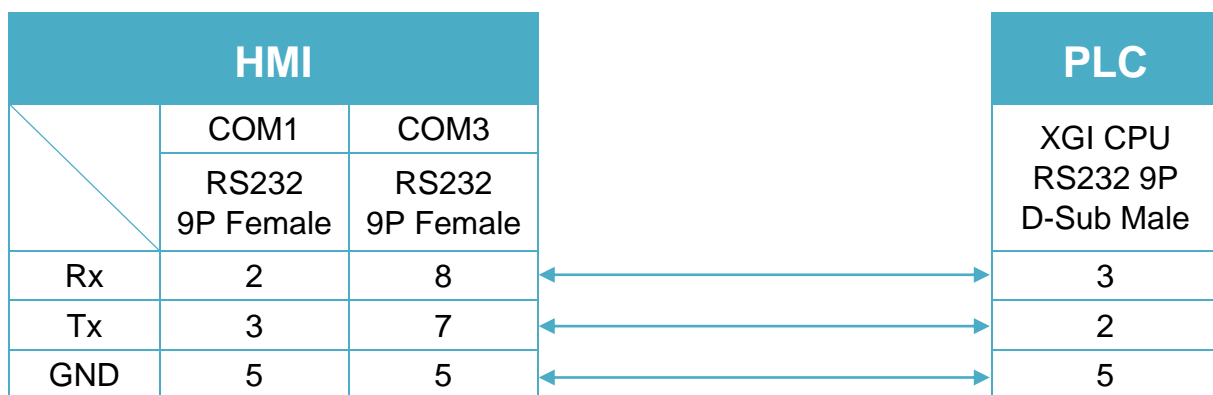 HMI
PLC
COM1
COM3
XGI CPU
RS232 9P
D-Sub Male
RS232
9P Female
RS232
9P Female
Rx
2
8
3
Tx
3
7
2
GND
5
5
5